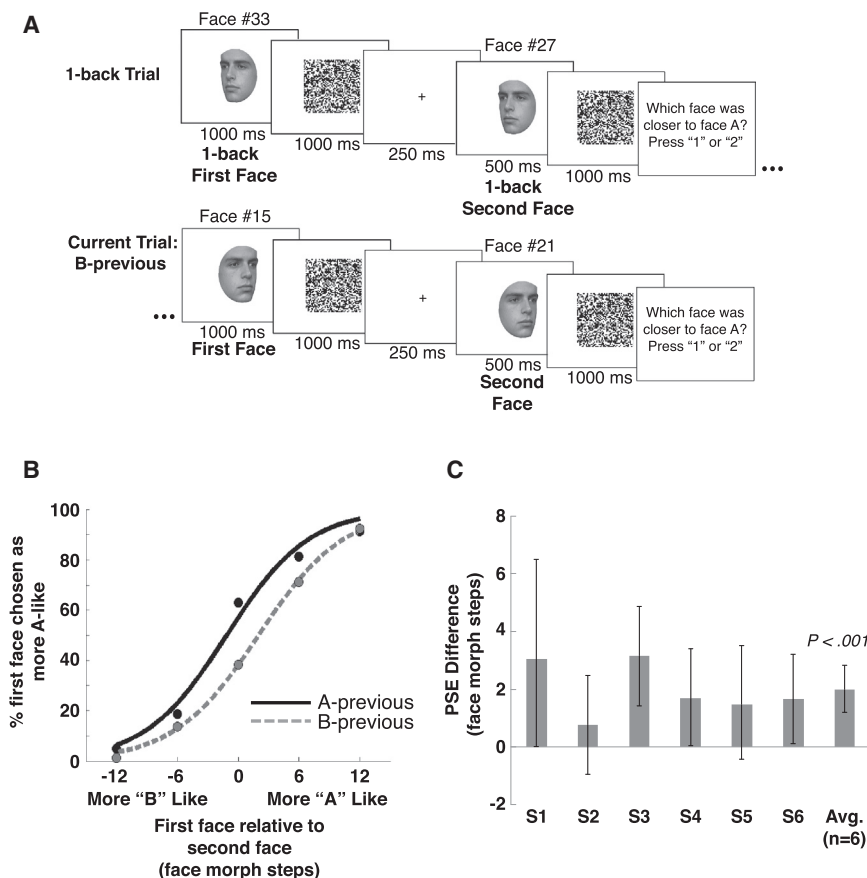 A
Face #33
1-back Trial
1000 ms
1-back
First Face
1000 ms
+
250 ms
Face #27
500 ms
1-back
Second Face
1000 ms
Which face was
closer to face A?
Press “1” or “2”
...
Face #15
Current Trial:
B-previous
...
1000 ms
First Face
1000 ms
+
250 ms
Face #21
500 ms
Second
Face
1000 ms
Which face was
closer to face A?
Press “1” or “2”
B
% first face chosen as
more A-like
100
80
60
40
20
0
A-previous
B-previous
-12 -6 0 6 12
More “B” Like More “A” Like
First face relative to
second face
(face morph steps)
C
PSE Difference
(face morph steps)
8
6
4
2
0
-2
P < .001
S1 S2 S3 S4 S5 S6 Avg.
(n=6)